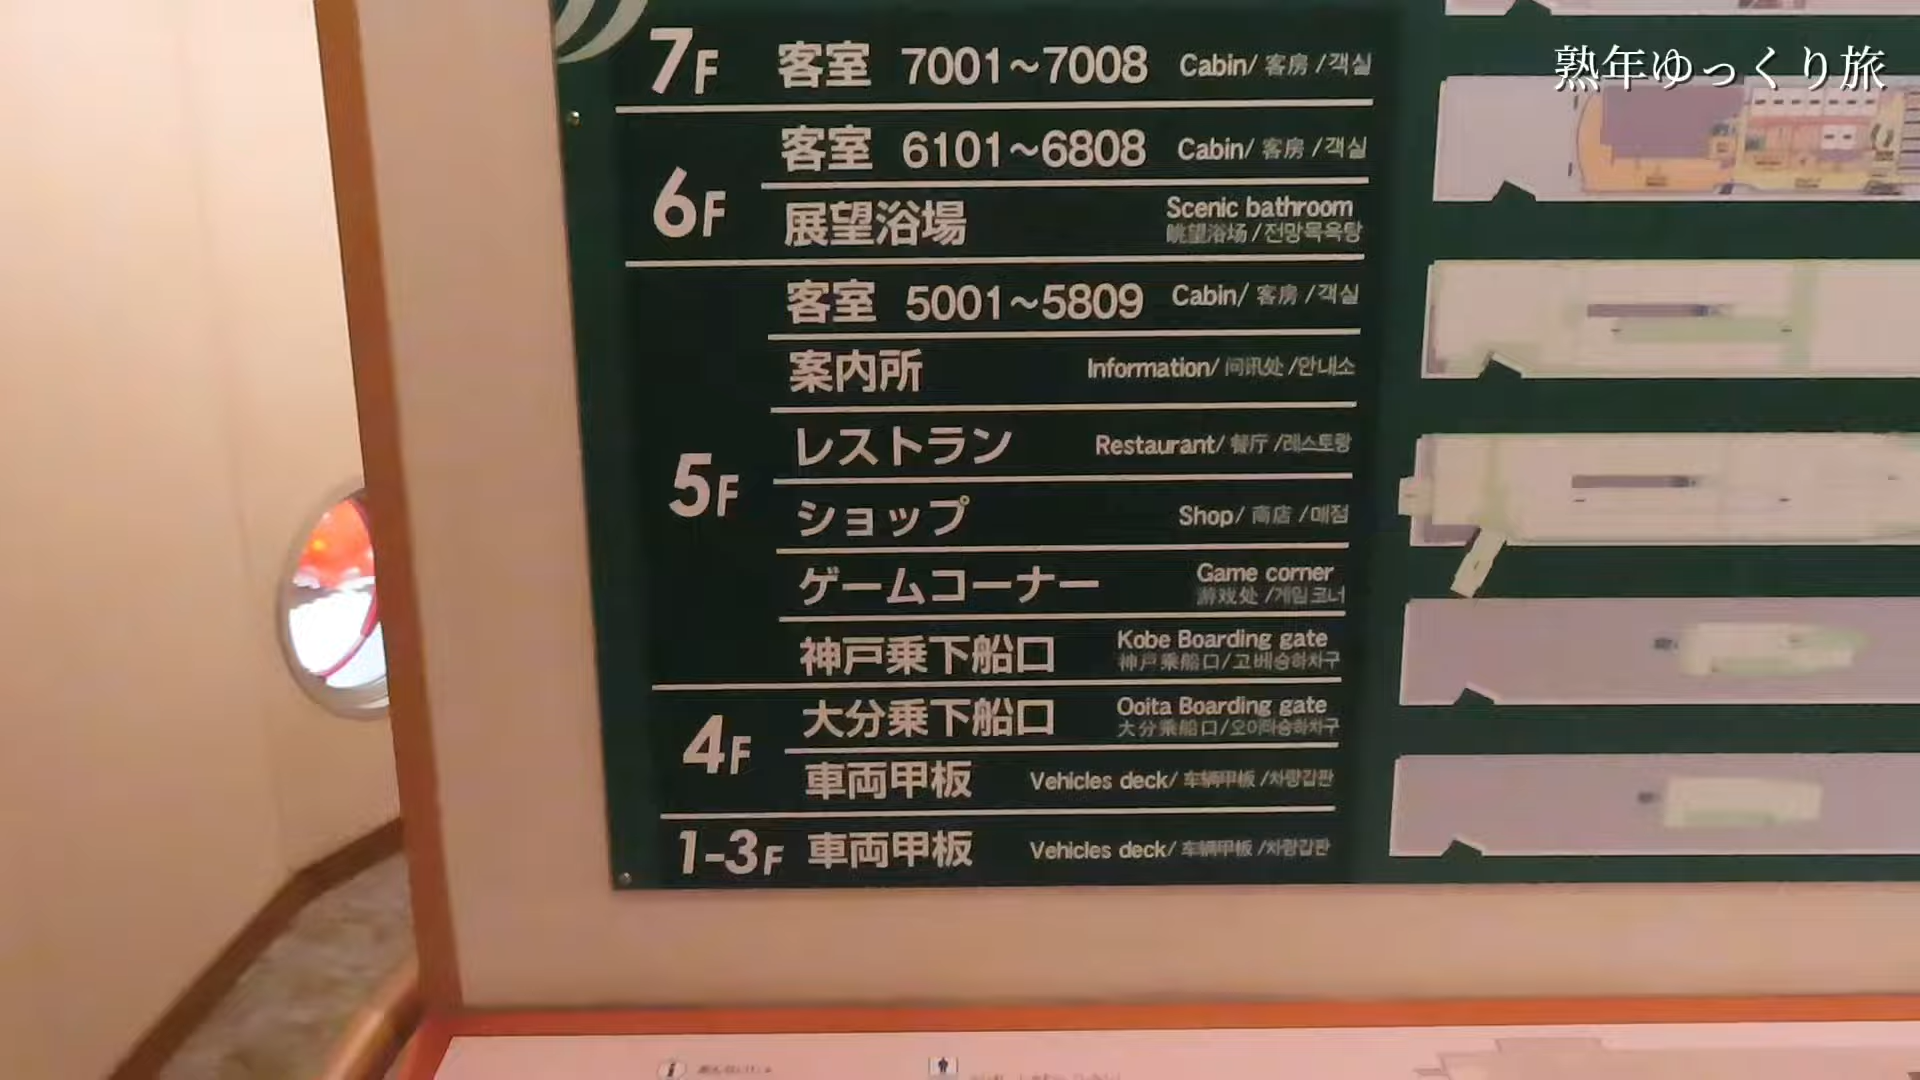 熟年ゆっくり旅
7F 客室 7001~7008 Cabin/ 客房 /객실
6F 客室 6101~6808 Cabin/ 客房 /객실
展望浴場 Scenic bathroom
眺望浴场 /전망목욕탕
5F 客室 5001~5809 Cabin/ 客房 /객실
案内所 Information/ 问讯处 /안내소
レストラン Restaurant/ 餐厅 /레스토랑
ショップ Shop/ 商店 /매점
ゲームコーナー Game corner
游戏处 /게임 코너
神戸乗下船口 Kobe Boarding gate
神戸乘船口/고베승하차구
4F 大分乗下船口 Ooita Boarding gate
大分乘船口/오이타승하차구
車両甲板 Vehicles deck/ 车辆甲板 /차량갑판
1-3F 車両甲板 Vehicles deck/ 车辆甲板 /차량갑판